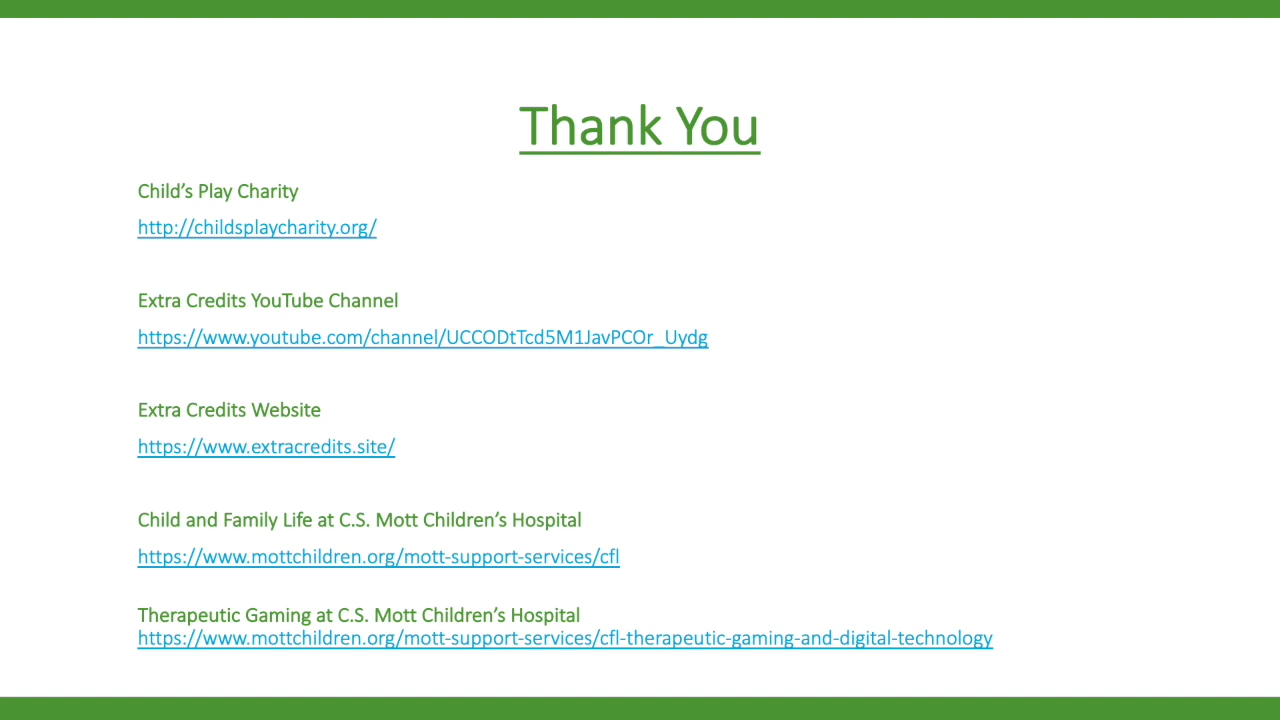 Thank You
Child’s Play Charity
http://childsplaycharity.org/
Extra Credits YouTube Channel
https://www.youtube.com/channel/UCCODtTcd5M1JavPCOr_Uydg
Extra Credits Website
https://www.extracredits.site/
Child and Family Life at C.S. Mott Children’s Hospital
https://www.mottchildren.org/mott-support-services/cfl
Therapeutic Gaming at C.S. Mott Children’s Hospital
https://www.mottchildren.org/mott-support-services/cfl-therapeutic-gaming-and-digital-technology